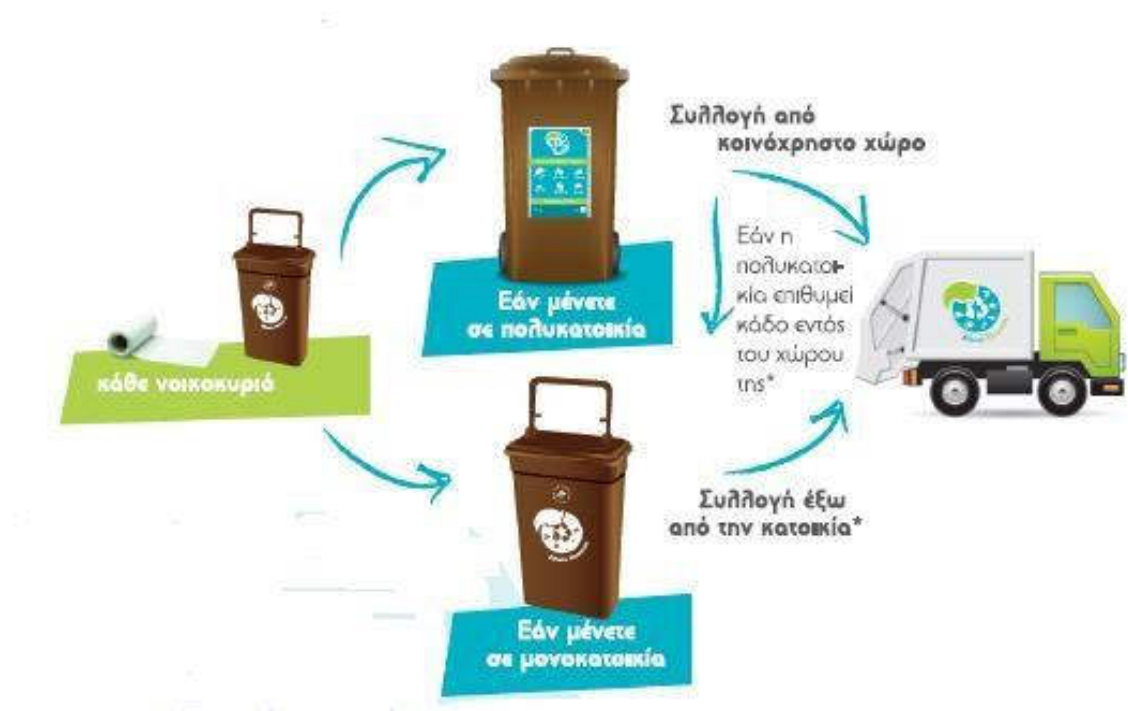 Συλλογή από
κοινόχρηστο χώρο
Εάν η
πολυκατοι-
κία επιθυμεί
κάδο εντός
του χώρου
της*
Εάν μένετε
σε πολυκατοικία
κάθε νοικοκυριό
Συλλογή έξω
από την κατοικία*
Εάν μένετε
σε μονοκατοικία